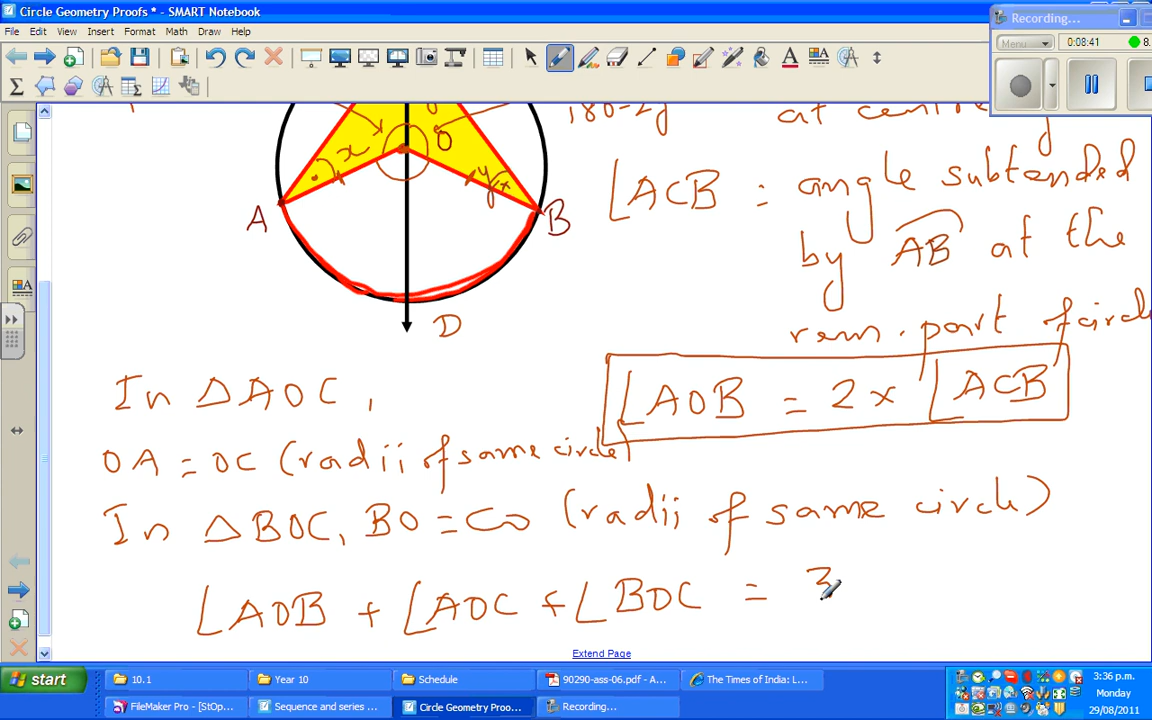 Circle Geometry Proofs * - SMART Notebook
Recording...
File Edit View Insert Format Math Draw Help
Menu
0:08:41
8.
180-2y
at centre
x
y
O
A
B
D
∠ACB : angle subtended
by AB at the
rem. part of circle
∠AOB = 2 × ∠ACB
In △AOC,
OA = OC (radii of same circle)
In △BOC, BO = CO (radii of same circle)
∠AOB + ∠AOC + ∠BOC = 3
Extend Page
start
10.1
Year 10
Schedule
90290-ass-06.pdf - A...
The Times of India: L...
3:36 p.m.
Monday
29/08/2011
FileMaker Pro - [StOp...
Sequence and series ...
Circle Geometry Proo...
Recording...